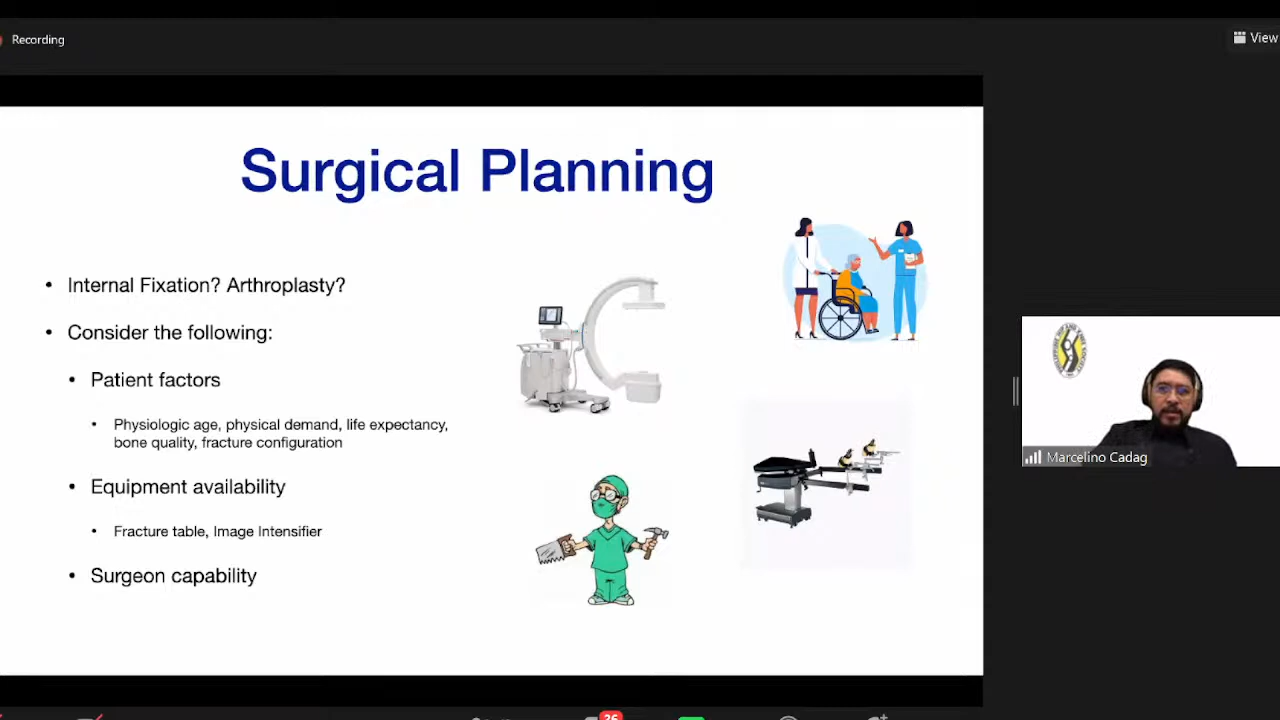 Recording
View
Surgical Planning
• Internal Fixation? Arthroplasty?
• Consider the following:
• Patient factors
• Physiologic age, physical demand, life expectancy,
bone quality, fracture configuration
• Equipment availability
• Fracture table, Image Intensifier
• Surgeon capability
Marcelino Cadag
26